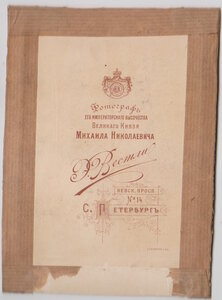 Фотографъ
ЕГО ИМПЕРАТОРСКАГО ВЫСОЧЕСТВА
ВЕЛИКАГО КНЯЗЯ
МИХАИЛА НИКОЛАЕВИЧА
Э. Вестли
НЕВСК. ПРОСП.
№ 14
С. ПЕТЕРБУРГЪ